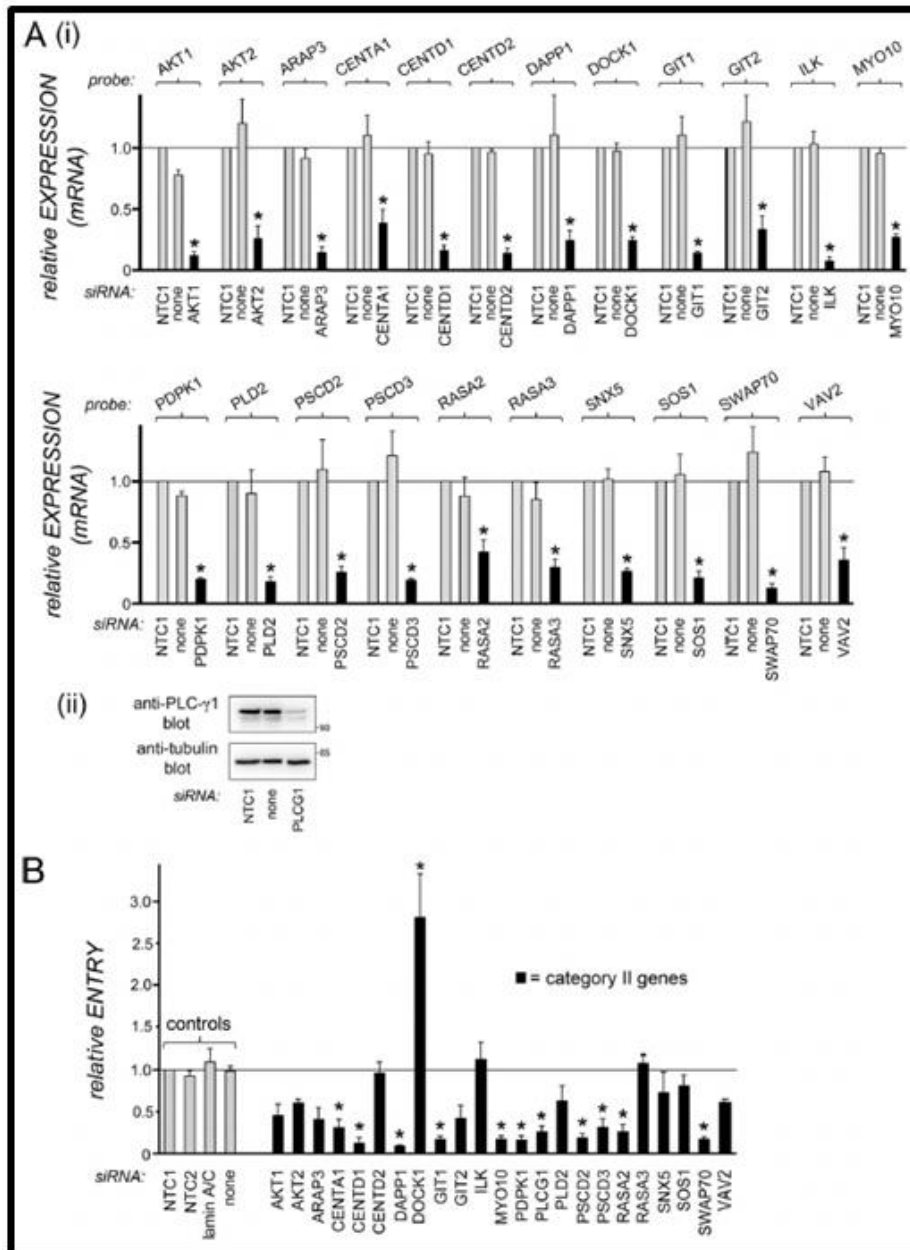 A (i)
probe: AKT1 AKT2 ARAP3 CENTA1 CENTD1 CENTD2 DAPP1 DOCK1 GIT1 GIT2 ILK MYO10
relative EXPRESSION
(mRNA)
1.0
0.5
0
* * * * * * * * * * * *
siRNA: NTC1 none AKT1 NTC1 none AKT2 NTC1 none ARAP3 NTC1 none CENTA1 NTC1 none CENTD1 NTC1 none CENTD2 NTC1 none DAPP1 NTC1 none DOCK1 NTC1 none GIT1 NTC1 none GIT2 NTC1 none ILK NTC1 none MYO10
probe: PDPK1 PLD2 PSCD2 PSCD3 RASA2 RASA3 SNX5 SOS1 SWAP70 VAV2
relative EXPRESSION
(mRNA)
1.0
0.5
0
* * * * * * * * * *
siRNA: NTC1 none PDPK1 NTC1 none PLD2 NTC1 none PSCD2 NTC1 none PSCD3 NTC1 none RASA2 NTC1 none RASA3 NTC1 none SNX5 NTC1 none SOS1 NTC1 none SWAP70 NTC1 none VAV2
(ii)
anti-PLC-γ1
blot
anti-tubulin
blot
siRNA: NTC1 none PLCG1
B
relative ENTRY
3.0
2.5
2.0
1.5
1.0
0.5
0
controls
■ = category II genes
* * * * * * * * * * * *
siRNA: NTC1 NTC2 lamin A/C none AKT1 AKT2 ARAP3 CENTA1 CENTD1 CENTD2 DAPP1 DOCK1 GIT1 GIT2 ILK MYO10 PDPK1 PLCG1 PLD2 PSCD2 PSCD3 RASA2 RASA3 SNX5 SOS1 SWAP70 VAV2